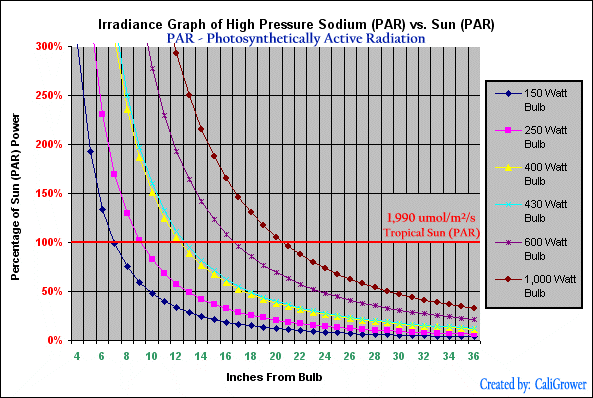 Irradiance Graph of High Pressure Sodium (PAR) vs. Sun (PAR)
PAR - Photosynthetically Active Radiation
Percentage of Sun (PAR) Power
300%
250%
200%
150%
100%
50%
0%
1,990 umol/m²/s
Tropical Sun (PAR)
4 6 8 10 12 14 16 18 20 22 24 26 28 30 32 34 36
Inches From Bulb
150 Watt
Bulb
250 Watt
Bulb
400 Watt
Bulb
430 Watt
Bulb
600 Watt
Bulb
1,000 Watt
Bulb
Created by: CaliGrower